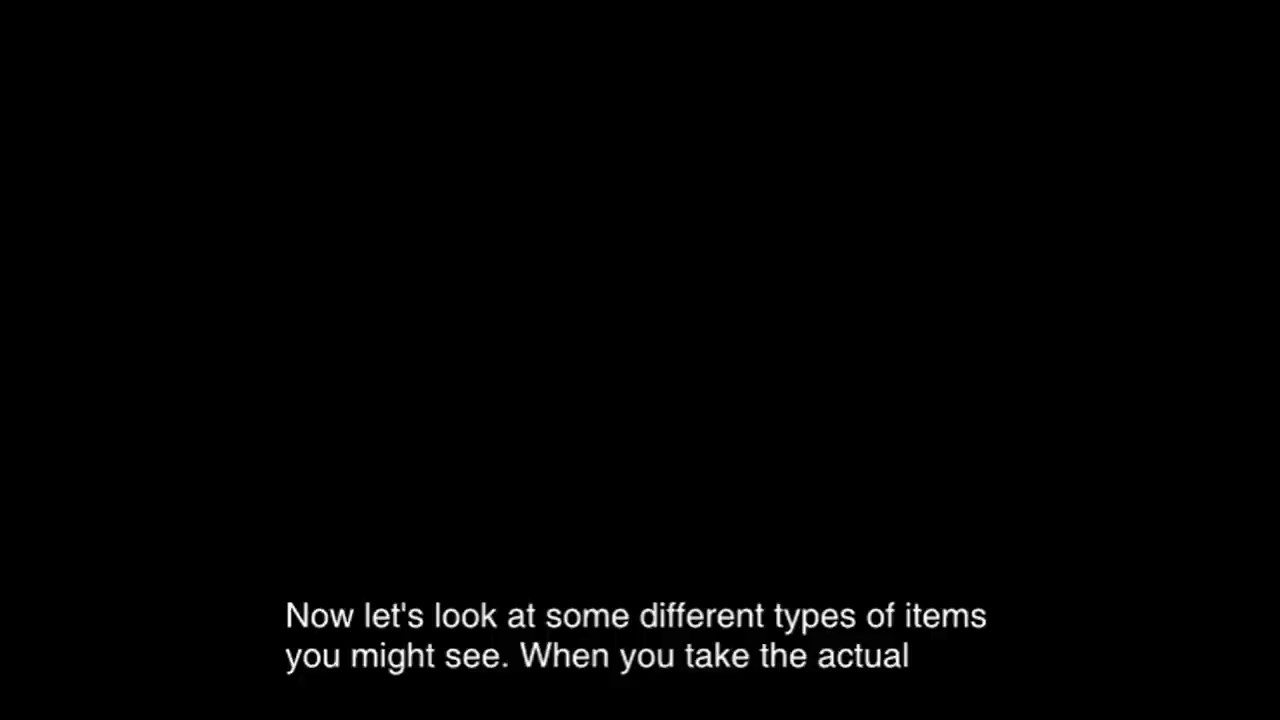 Now let's look at some different types of items
you might see. When you take the actual